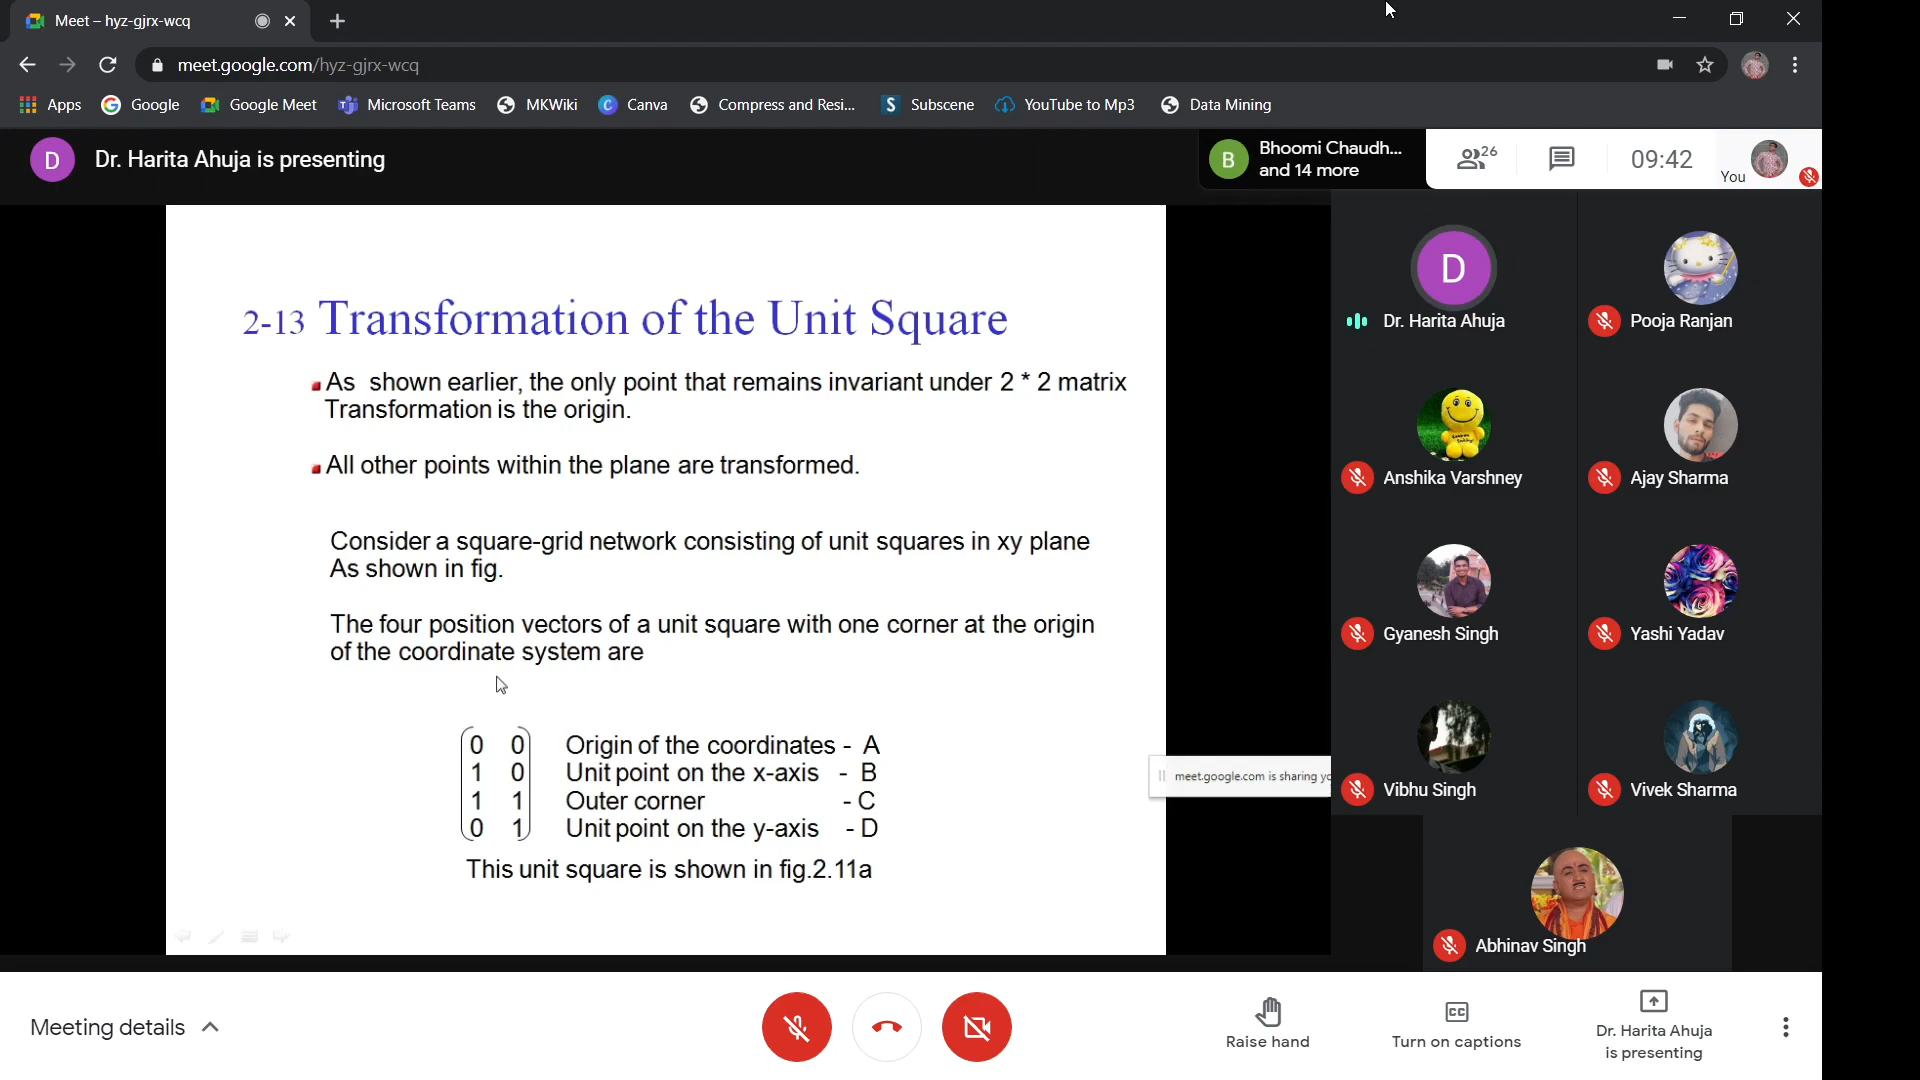 Meet – hyz-gjrx-wcq
meet.google.com/hyz-gjrx-wcq
Apps
Google
Google Meet
Microsoft Teams
MKWiki
C
Canva
Compress and Resi...
S
Subscene
YouTube to Mp3
Data Mining
D
Dr. Harita Ahuja is presenting
B
Bhoomi Chaudh...
and 14 more
26
09:42
You
2-13 Transformation of the Unit Square
As shown earlier, the only point that remains invariant under 2 * 2 matrix
Transformation is the origin.
All other points within the plane are transformed.
Consider a square-grid network consisting of unit squares in xy plane
As shown in fig.
The four position vectors of a unit square with one corner at the origin
of the coordinate system are
0 0 Origin of the coordinates - A
1 0 Unit point on the x-axis - B
1 1 Outer corner - C
0 1 Unit point on the y-axis - D
This unit square is shown in fig.2.11a
meet.google.com is sharing yo
D
Dr. Harita Ahuja
Pooja Ranjan
Anshika Varshney
Ajay Sharma
Gyanesh Singh
Yashi Yadav
Vibhu Singh
Vivek Sharma
Abhinav Singh
Meeting details
Raise hand
CC
Turn on captions
Dr. Harita Ahuja
is presenting